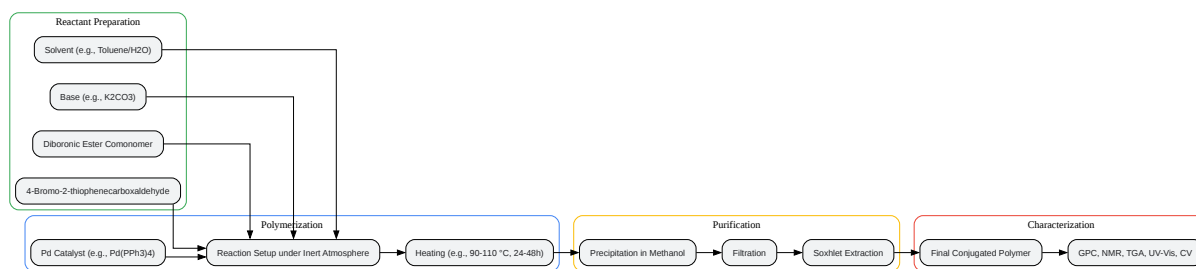 Reactant Preparation
Solvent (e.g., Toluene/H2O)
Base (e.g., K2CO3)
Diboronic Ester Comonomer
4-Bromo-2-thiophenecarboxaldehyde
Polymerization
Pd Catalyst (e.g., Pd(PPh3)4)
Reaction Setup under Inert Atmosphere
Heating (e.g., 90-110 °C, 24-48h)
Purification
Precipitation in Methanol
Filtration
Soxhlet Extraction
Characterization
Final Conjugated Polymer
GPC, NMR, TGA, UV-Vis, CV